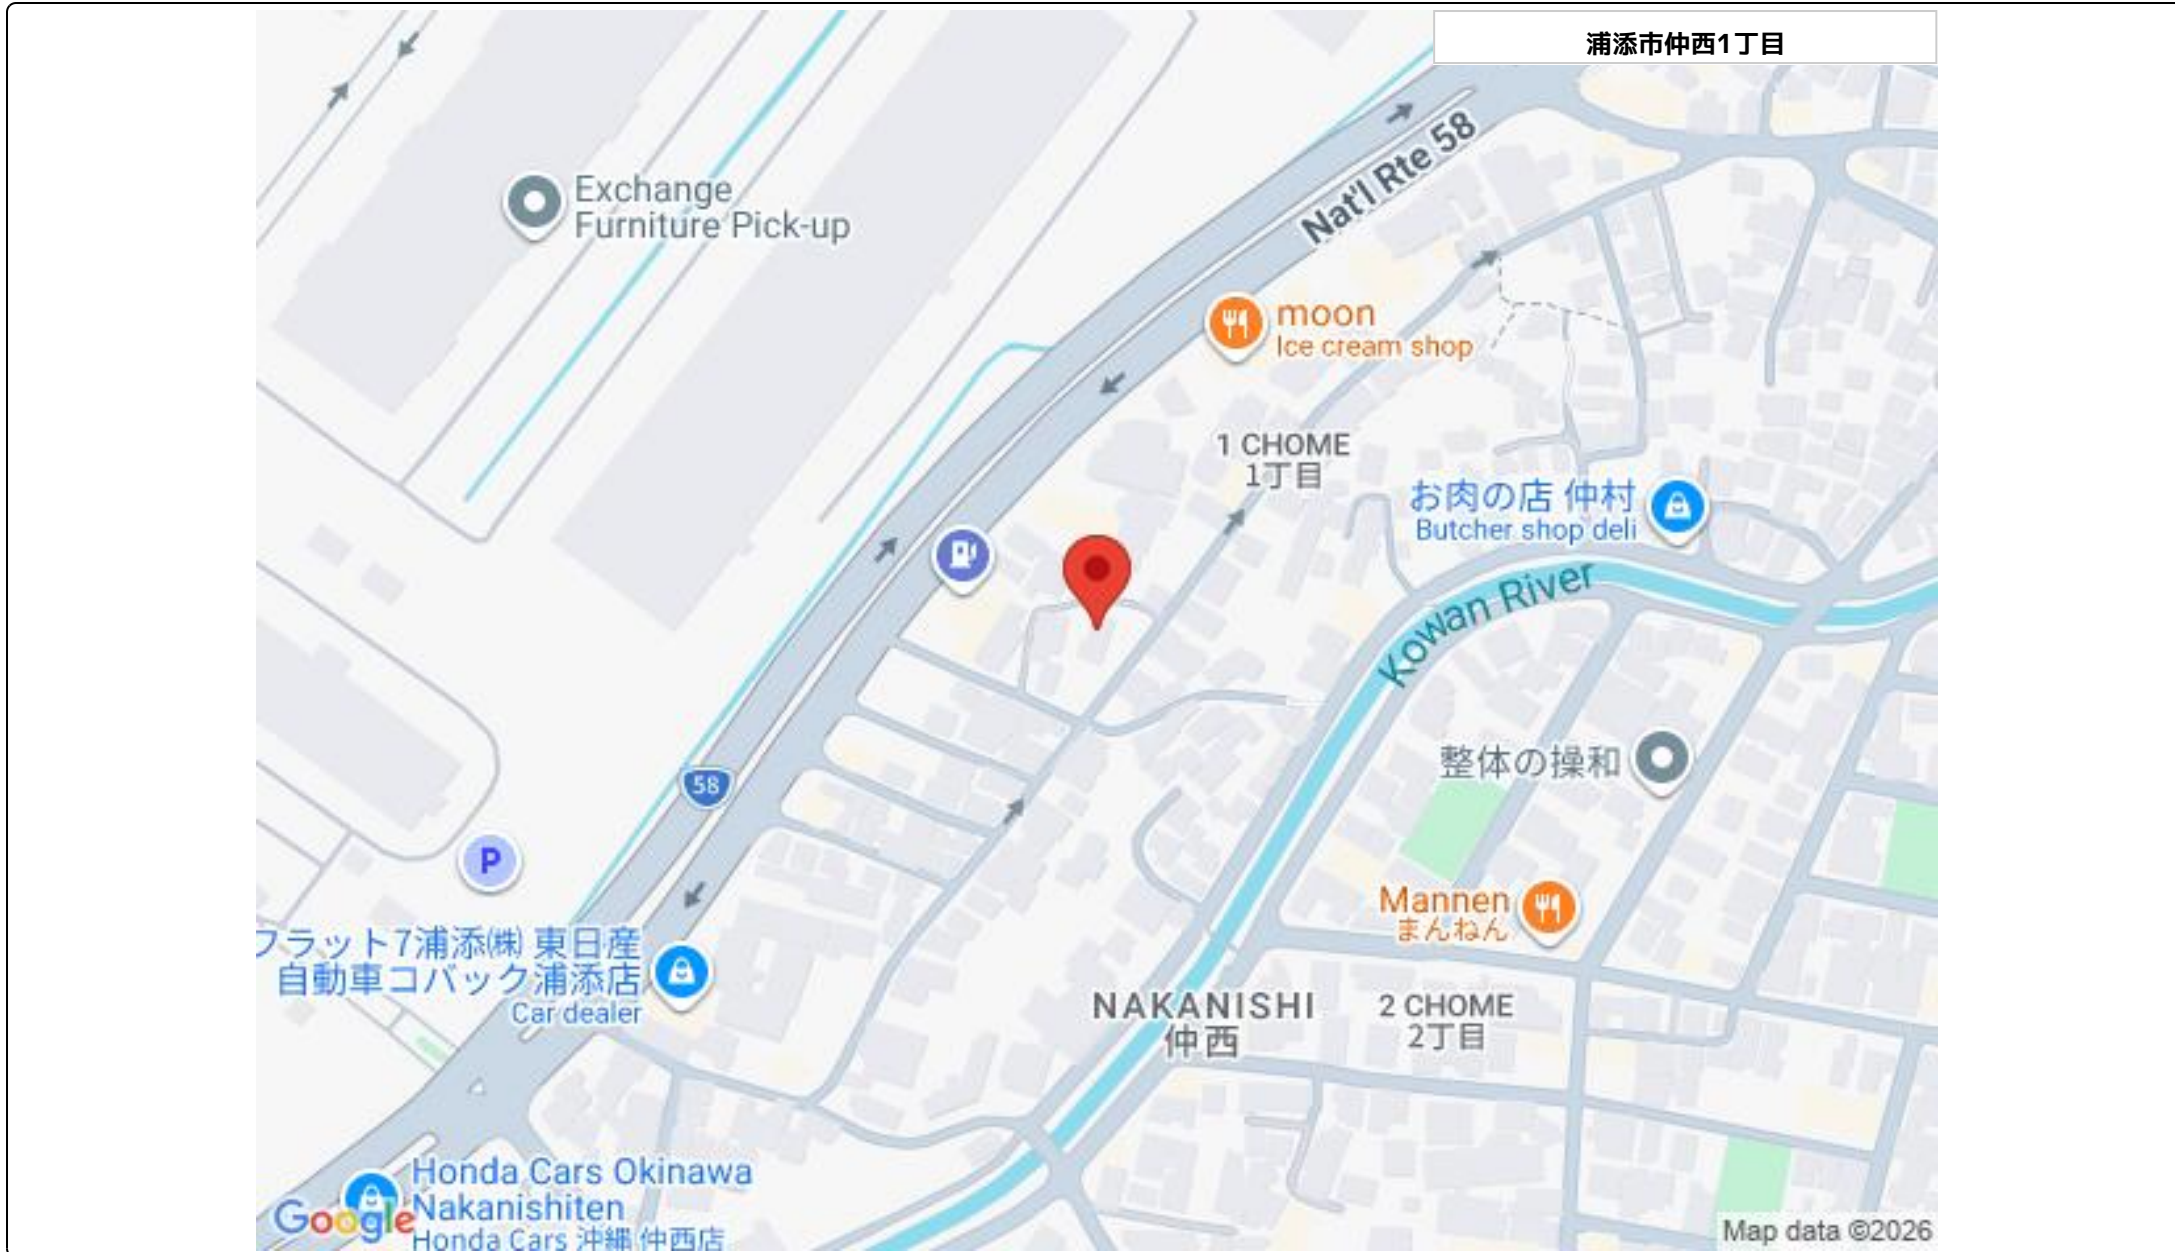 浦添市仲西1丁目
Nat'l Rte 58
Exchange
Furniture Pick-up
moon
Ice cream shop
1 CHOME
1丁目
お肉の店 仲村
Butcher shop deli
Kowan River
整体の操和
58
P
Mannen
まんねん
フラット7浦添㈱ 東日産
自動車コバック浦添店
Car dealer
NAKANISHI
仲西
2 CHOME
2丁目
Honda Cars Okinawa
Nakanishiten
Honda Cars 沖縄 仲西店
Google
Map data ©2026